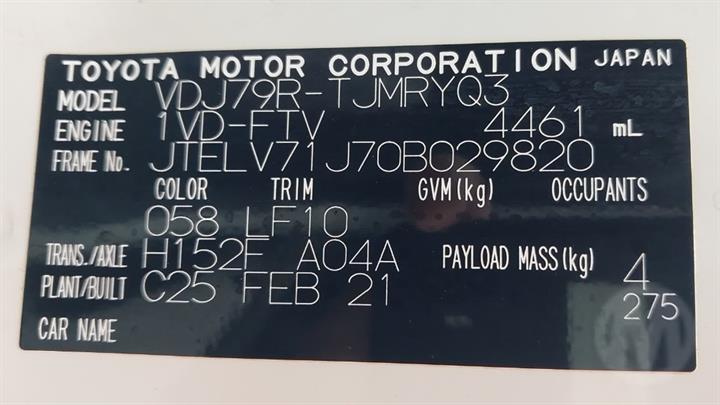 TOYOTA MOTOR CORPORATION JAPAN
MODEL VDJ79R-TJMRYQ3
ENGINE 1VD-FTV 4461 mL
FRAME No. JTELV71J70B029820
COLOR TRIM GVM(kg) OCCUPANTS
058 LF10
TRANS./AXLE H152F A04A PAYLOAD MASS(kg) 4
PLANT/BUILT C25 FEB 21 275
CAR NAME